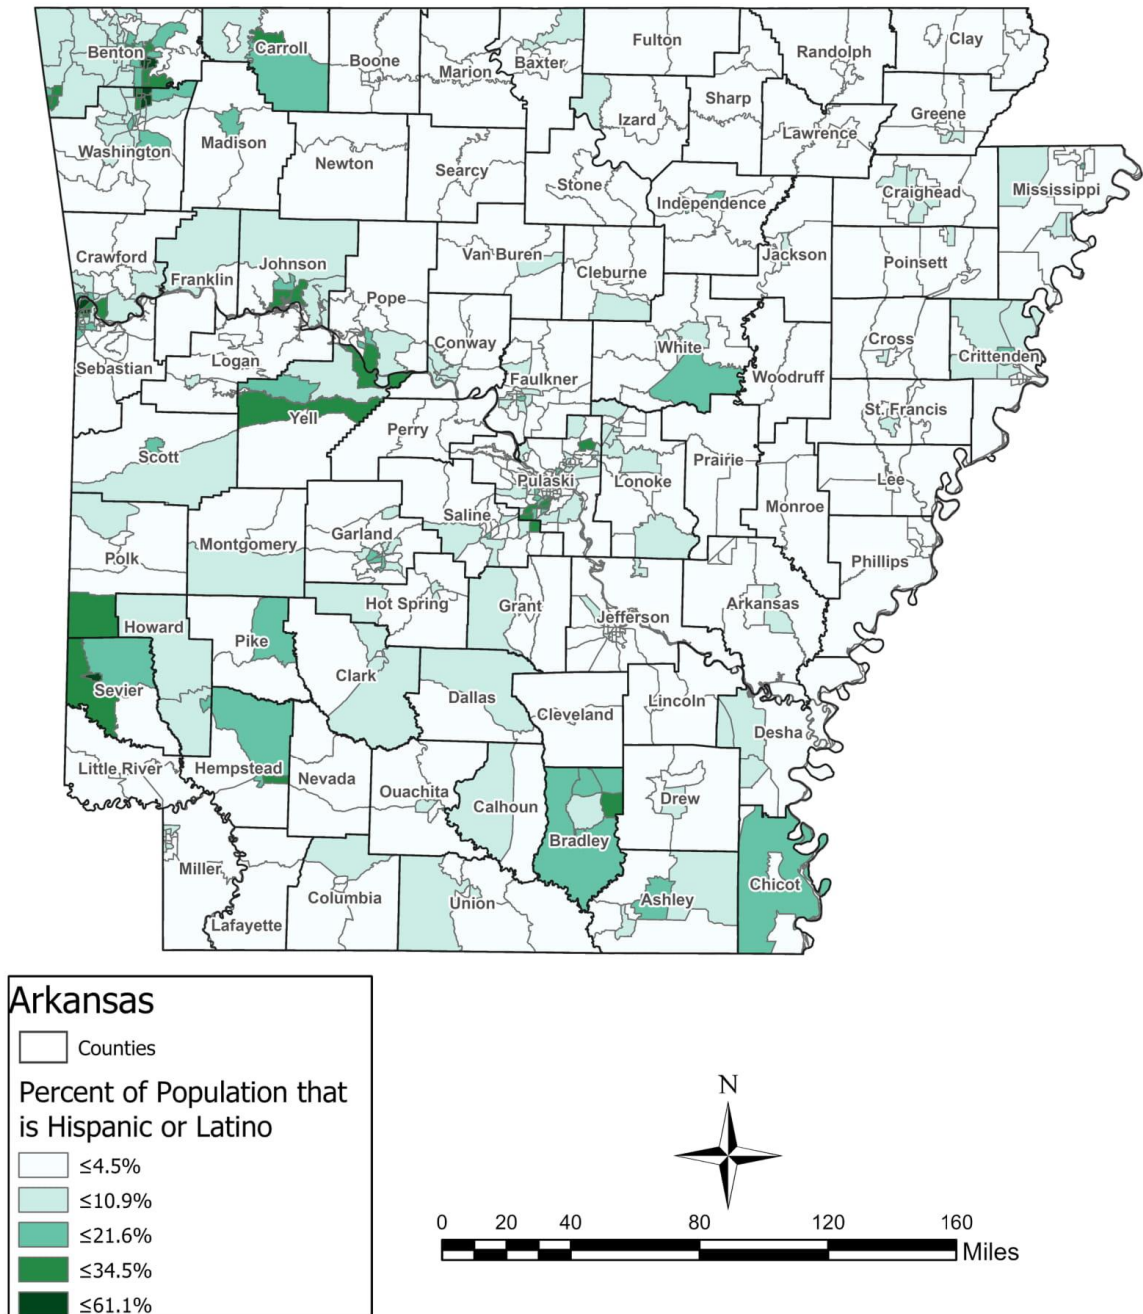 Fulton
Clay
Randolph
Benton
Carroll
Boone
Marion
Baxter
Sharp
Izard
Greene
Lawrence
Washington
Madison
Newton
Searcy
Stone
Independence
Craighead
Mississippi
Crawford
Franklin
Johnson
Van Buren
Cleburne
Jackson
Poinsett
Pope
Conway
White
Cross
Crittenden
Sebastian
Logan
Faulkner
Woodruff
St. Francis
Yell
Perry
Scott
Pulaski
Lonoke
Prairie
Lee
Saline
Monroe
Garland
Polk
Montgomery
Phillips
Hot Spring
Grant
Arkansas
Jefferson
Howard
Pike
Clark
Sevier
Dallas
Cleveland
Lincoln
Desha
Little River
Hempstead
Nevada
Ouachita
Calhoun
Drew
Bradley
Miller
Columbia
Union
Ashley
Chicot
Lafayette
Arkansas
Counties
Percent of Population that
is Hispanic or Latino
≤4.5%
≤10.9%
≤21.6%
≤34.5%
≤61.1%
N
0 20 40 80 120 160
Miles